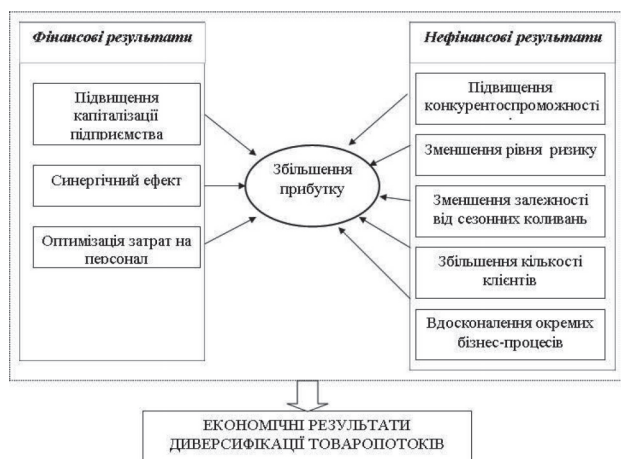 Фінансові результати
Підвищення
капіталізації
підприємства
Синергічний ефект
Оптимізація затрат на
персонал
Збільшення
прибутку
Нефінансові результати
Підвищення
конкурентоспроможності
Зменшення рівня ризику
Зменшення залежності
від сезонних коливань
Збільшення кількості
клієнтів
Вдосконалення окремих
бізнес-процесів
ЕКОНОМІЧНІ РЕЗУЛЬТАТИ
ДИВЕРСИФІКАЦІЇ ТОВАРОПОТОКІВ